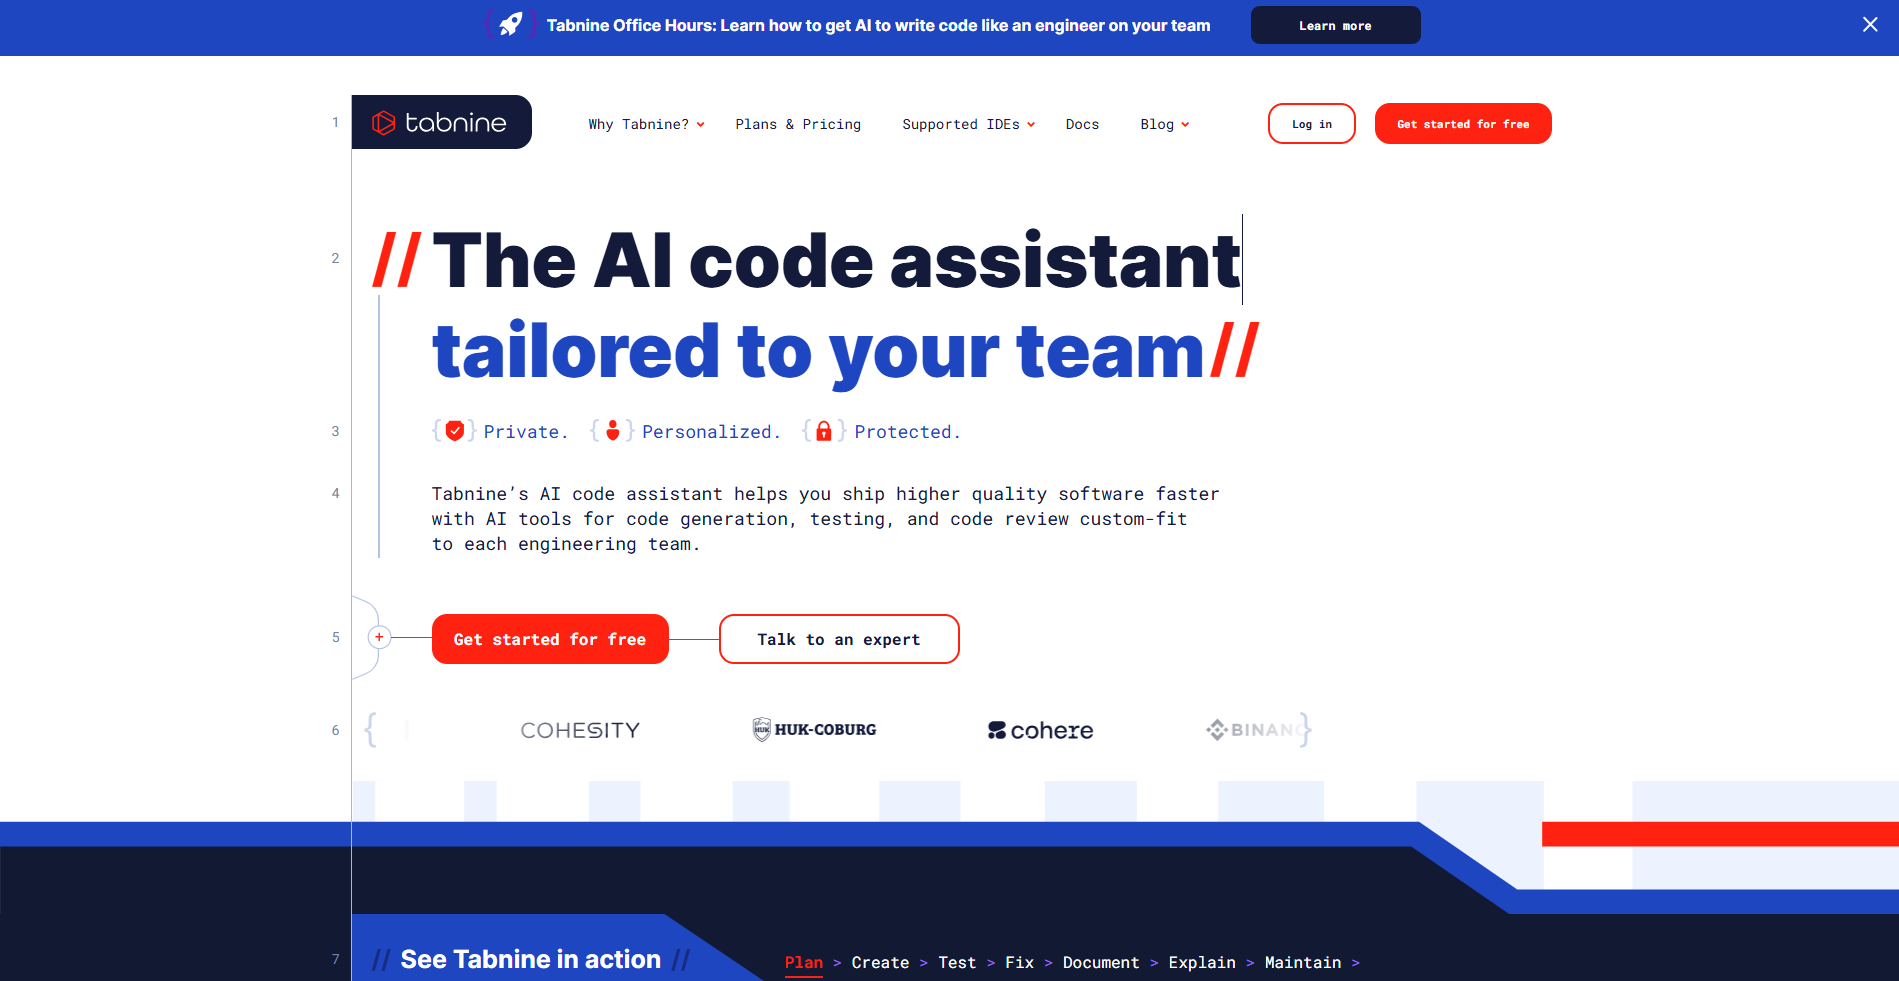 Tabnine Office Hours: Learn how to get AI to write code like an engineer on your team
Learn more
1
tabnine
Why Tabnine?
Plans & Pricing
Supported IDEs
Docs
Blog
Log in
Get started for free
2
// The AI code assistant
tailored to your team //
3
{ } Private. { } Personalized. { } Protected.
4
Tabnine’s AI code assistant helps you ship higher quality software faster
with AI tools for code generation, testing, and code review custom-fit
to each engineering team.
5
+
Get started for free
Talk to an expert
6
{ COHESITY HUK HUK-COBURG cohere BINANC }
7
// See Tabnine in action //
Plan > Create > Test > Fix > Document > Explain > Maintain >